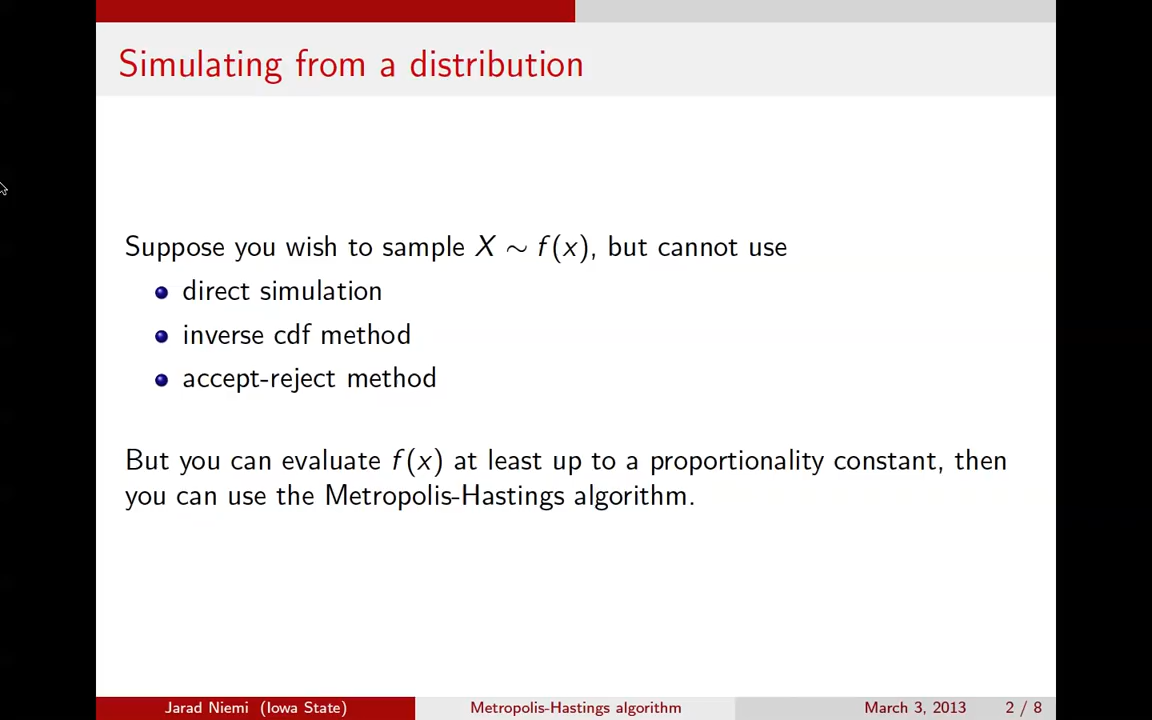 Simulating from a distribution
Suppose you wish to sample X ∼ f(x), but cannot use
direct simulation
inverse cdf method
accept-reject method
But you can evaluate f(x) at least up to a proportionality constant, then
you can use the Metropolis-Hastings algorithm.
Jarad Niemi (Iowa State) Metropolis-Hastings algorithm March 3, 2013 2 / 8